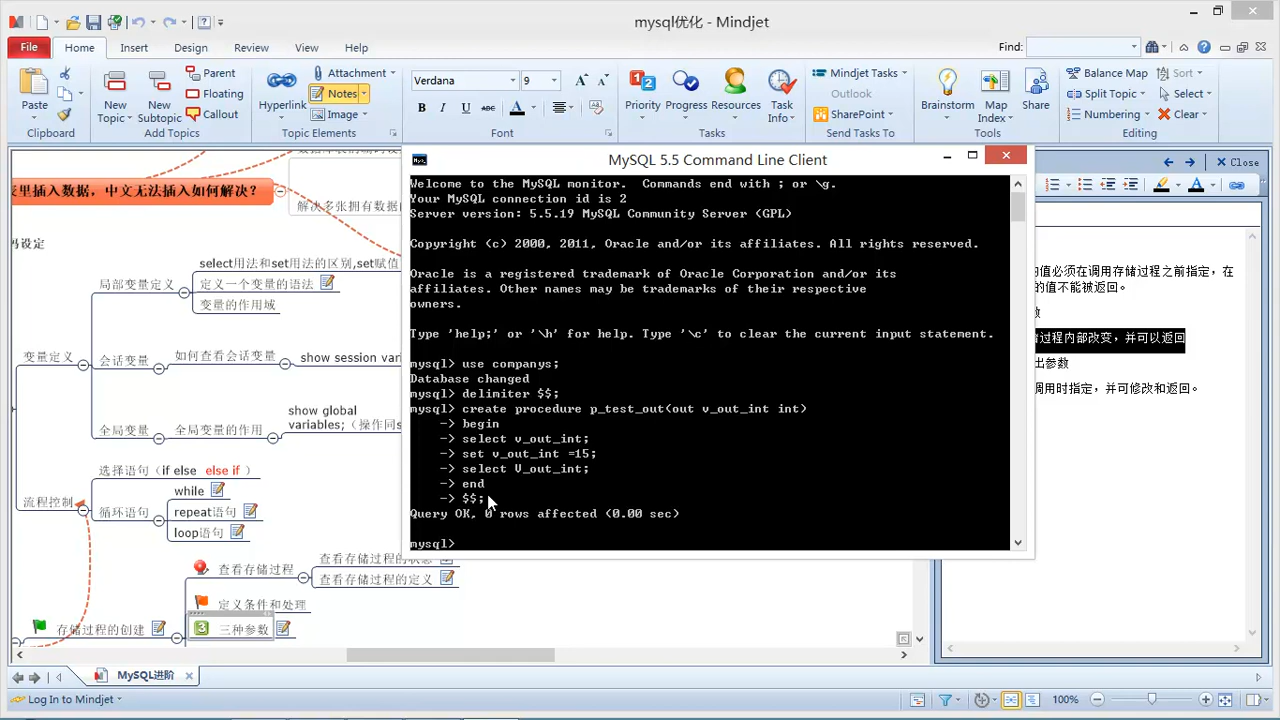 mysql优化 - Mindjet
File Home Insert Design Review View Help
Find:
Paste
Clipboard
New Topic
New Subtopic
Parent
Floating
Callout
Add Topics
Hyperlink
Attachment
Notes
Image
Topic Elements
Verdana 9
B I U abc A
Font
Priority Progress Resources Task Info
Tasks
Mindjet Tasks
Outlook
SharePoint
Send Tasks To
Brainstorm Map Index Share
Tools
Balance Map
Split Topic
Numbering
Sort
Select
Clear
Editing
里插入数据，中文无法插入如何解决？
解决多张拥有数据
码设定
变量定义
局部变量定义
select用法和set用法的区别,set赋值
定义一个变量的语法
变量的作用域
会话变量
如何查看会话变量
show session var
全局变量
全局变量的作用
show global
variables;（操作同s
流程控制
选择语句（if else else if ）
循环语句
while
repeat语句
loop语句
查看存储过程
查看存储过程的状态
查看存储过程的定义
定义条件和处理
存储过程的创建
3 三种参数
MySQL 5.5 Command Line Client
Welcome to the MySQL monitor.  Commands end with ; or \g.
Your MySQL connection id is 2
Server version: 5.5.19 MySQL Community Server (GPL)
Copyright (c) 2000, 2011, Oracle and/or its affiliates. All rights reserved.
Oracle is a registered trademark of Oracle Corporation and/or its
affiliates. Other names may be trademarks of their respective
owners.
Type 'help;' or '\h' for help. Type '\c' to clear the current input statement.
mysql> use companys;
Database changed
mysql> delimiter $$;
mysql> create procedure p_test_out(out v_out_int int)
    -> begin
    -> select v_out_int;
    -> set v_out_int =15;
    -> select V_out_int;
    -> end
    -> $$;
Query OK, 0 rows affected (0.00 sec)
mysql>
Close
的值必须在调用存储过程之前指定，在
的值不能被返回。
数
过程内部改变，并可以返回
出参数
调用时指定，并可修改和返回。
MySQL进阶
Log In to Mindjet
100%